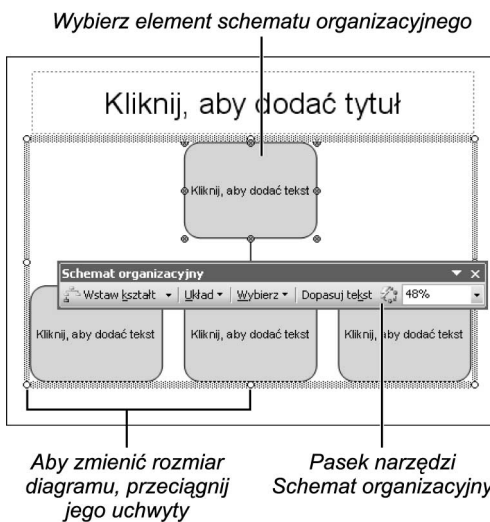 Wybierz element schematu organizacyjnego
Kliknij, aby dodać tytuł
Kliknij, aby dodać tekst
Schemat organizacyjny
Wstaw kształt Układ Wybierz Dopasuj tekst 48%
Kliknij, aby dodać tekst Kliknij, aby dodać tekst Kliknij, aby dodać tekst
Aby zmienić rozmiar
diagramu, przeciągnij
jego uchwyty
Pasek narzędzi
Schemat organizacyjny